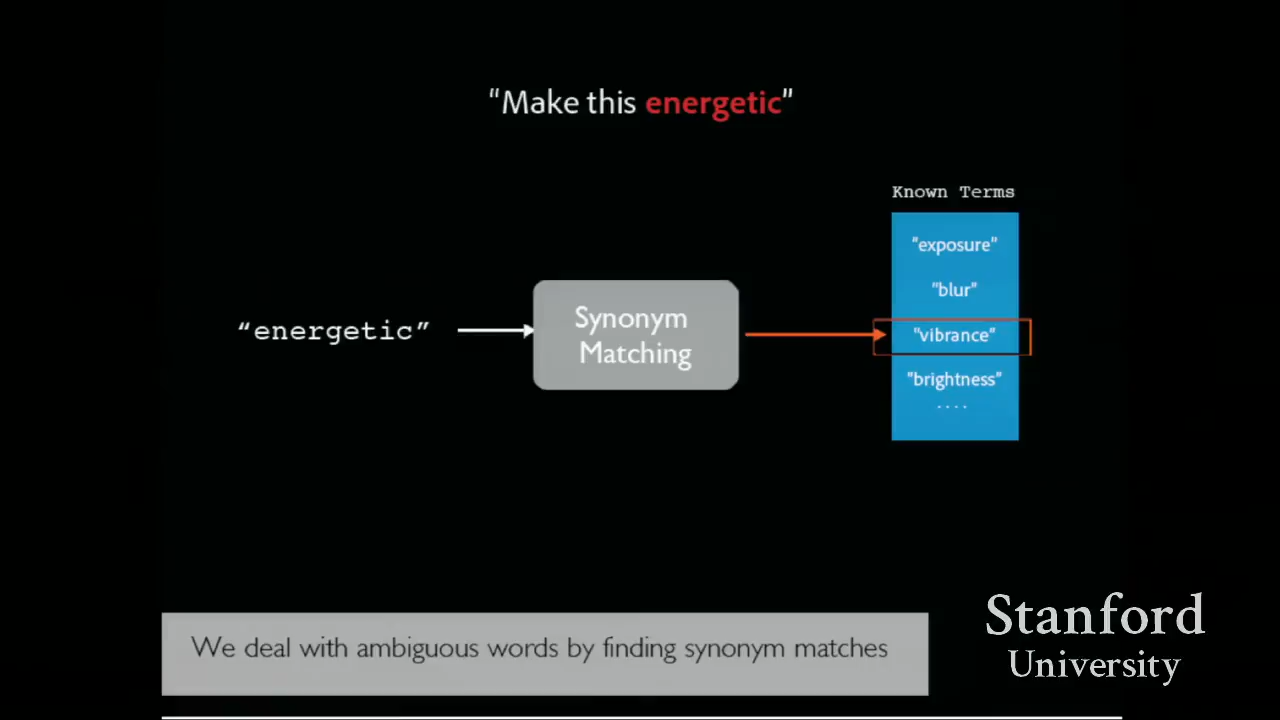 “Make this energetic”
Known Terms
"exposure"
"blur"
“energetic”
Synonym
Matching
"vibrance"
"brightness"
....
We deal with ambiguous words by finding synonym matches
Stanford
University